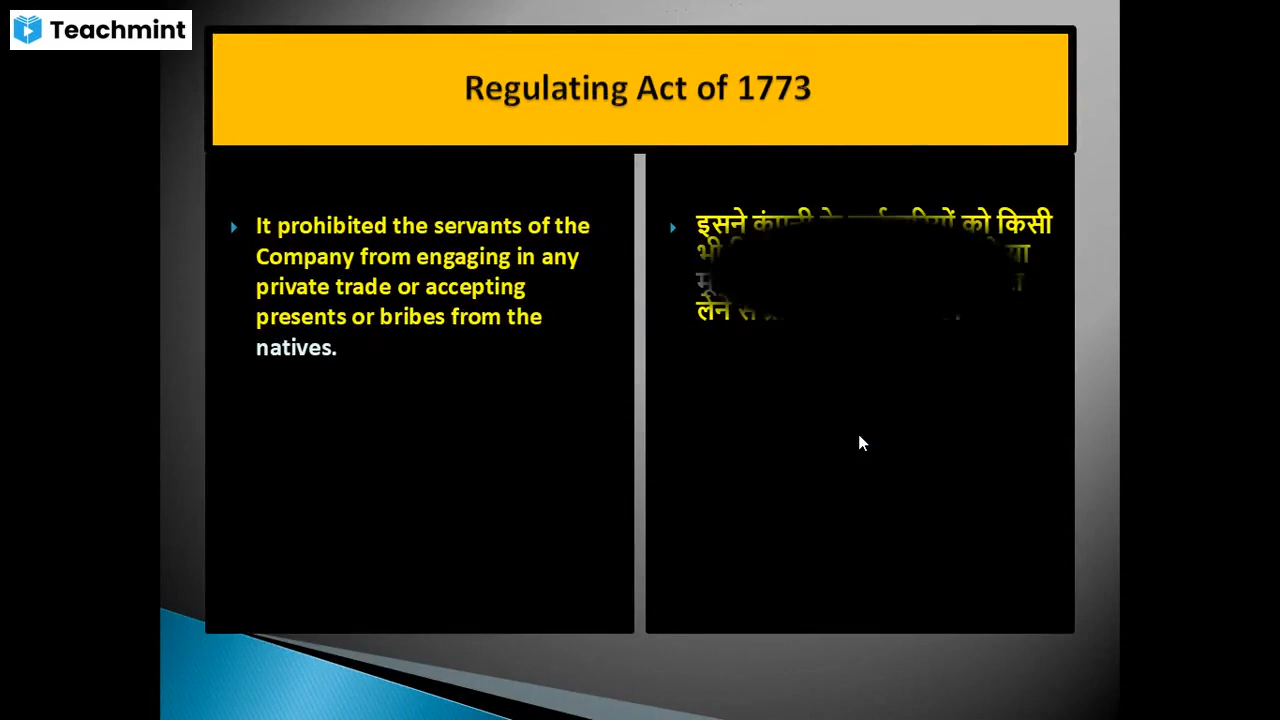 Teachmint
Regulating Act of 1773
It prohibited the servants of the
Company from engaging in any
private trade or accepting
presents or bribes from the
natives.
इसने कंपनी को किसी
लेने